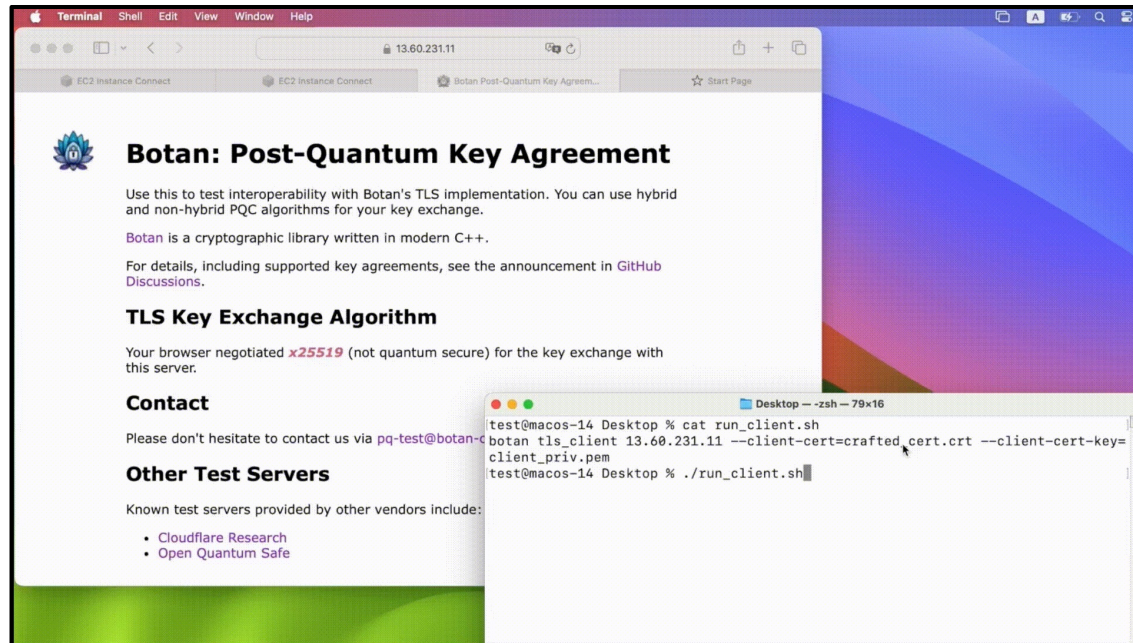 Terminal Shell Edit View Window Help
A
13.60.231.11
EC2 Instance Connect
EC2 Instance Connect
Botan Post-Quantum Key Agreem...
Start Page
Botan: Post-Quantum Key Agreement
Use this to test interoperability with Botan's TLS implementation. You can use hybrid
and non-hybrid PQC algorithms for your key exchange.
Botan is a cryptographic library written in modern C++.
For details, including supported key agreements, see the announcement in GitHub
Discussions.
TLS Key Exchange Algorithm
Your browser negotiated x25519 (not quantum secure) for the key exchange with
this server.
Contact
Please don't hesitate to contact us via pq-test@botan-c
Other Test Servers
Known test servers provided by other vendors include:
• Cloudflare Research
• Open Quantum Safe
Desktop — -zsh — 79×16
[test@macos-14 Desktop % cat run_client.sh
botan tls_client 13.60.231.11 --client-cert=crafted_cert.crt --client-cert-key=
client_priv.pem
[test@macos-14 Desktop % ./run_client.sh